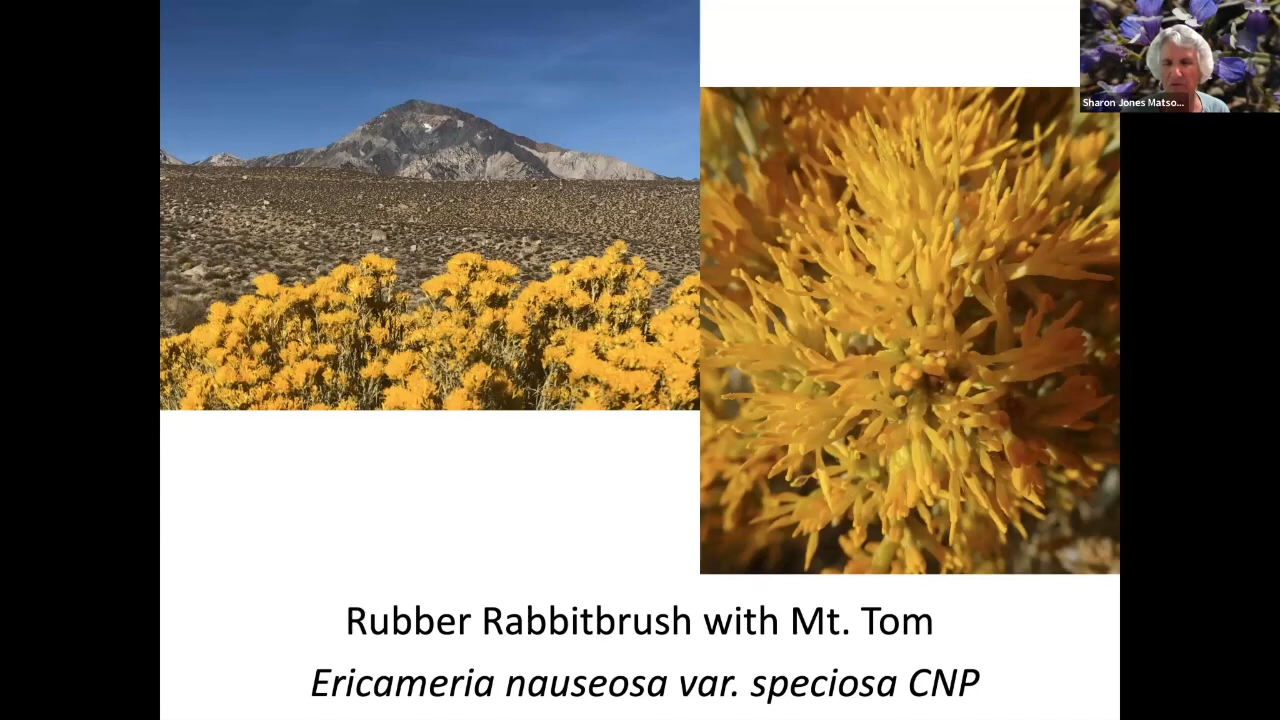 Sharon Jones Matso...
Rubber Rabbitbrush with Mt. Tom
Ericameria nauseosa var. speciosa CNP